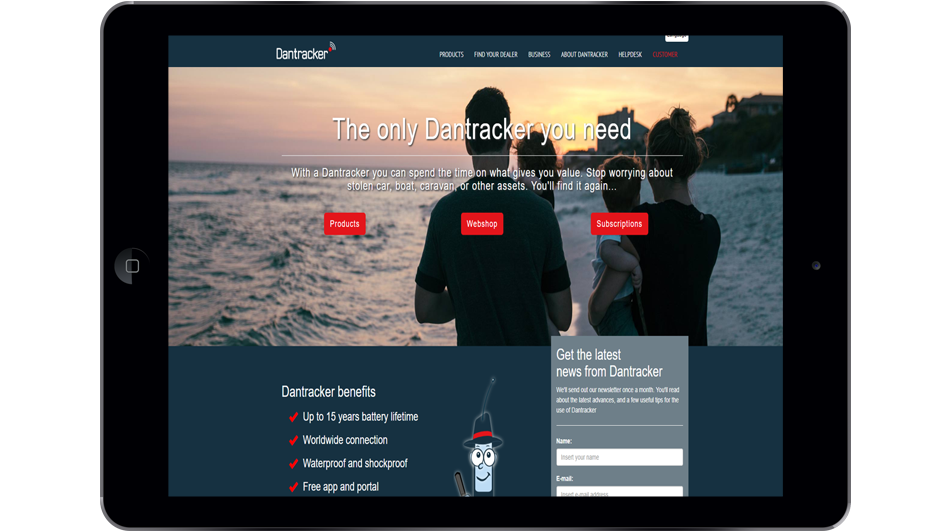 Dantracker
PRODUCTS FIND YOUR DEALER BUSINESS ABOUT DANTRACKER HELPDESK CUSTOMER
The only Dantracker you need
With a Dantracker you can spend the time on what gives you value. Stop worrying about
stolen car, boat, caravan, or other assets. You'll find it again...
Products Webshop Subscriptions
Dantracker benefits
Up to 15 years battery lifetime
Worldwide connection
Waterproof and shockproof
Free app and portal
Get the latest
news from Dantracker
We'll send out our newsletter once a month. You'll read
about the latest advances, and a few useful tips for the
use of Dantracker
Name:
Insert your name
E-mail:
Insert e-mail address